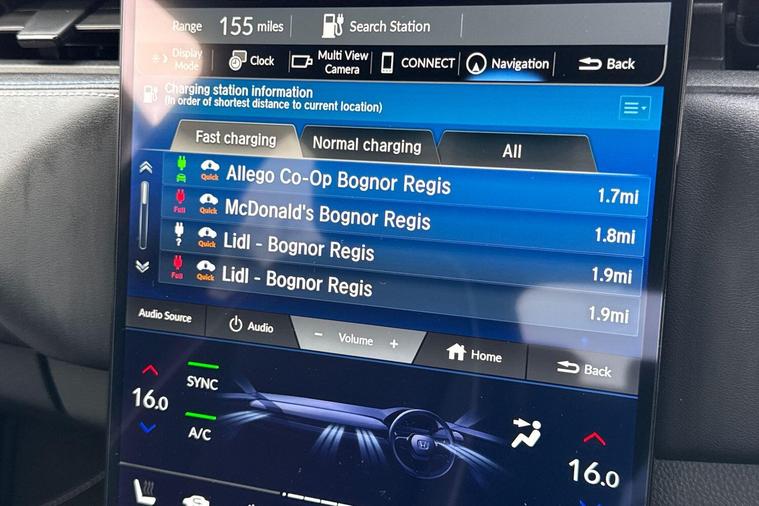 Range 155 miles Search Station
Display Mode Clock Multi View Camera CONNECT Navigation Back
Charging station information
(In order of shortest distance to current location)
Fast charging Normal charging All
Quick Allego Co-Op Bognor Regis 1.7mi
Full Quick McDonald's Bognor Regis 1.8mi
? Quick Lidl - Bognor Regis 1.9mi
Full Quick Lidl - Bognor Regis 1.9mi
Audio Source Audio - Volume + Home Back
SYNC
16.0
A/C
16.0